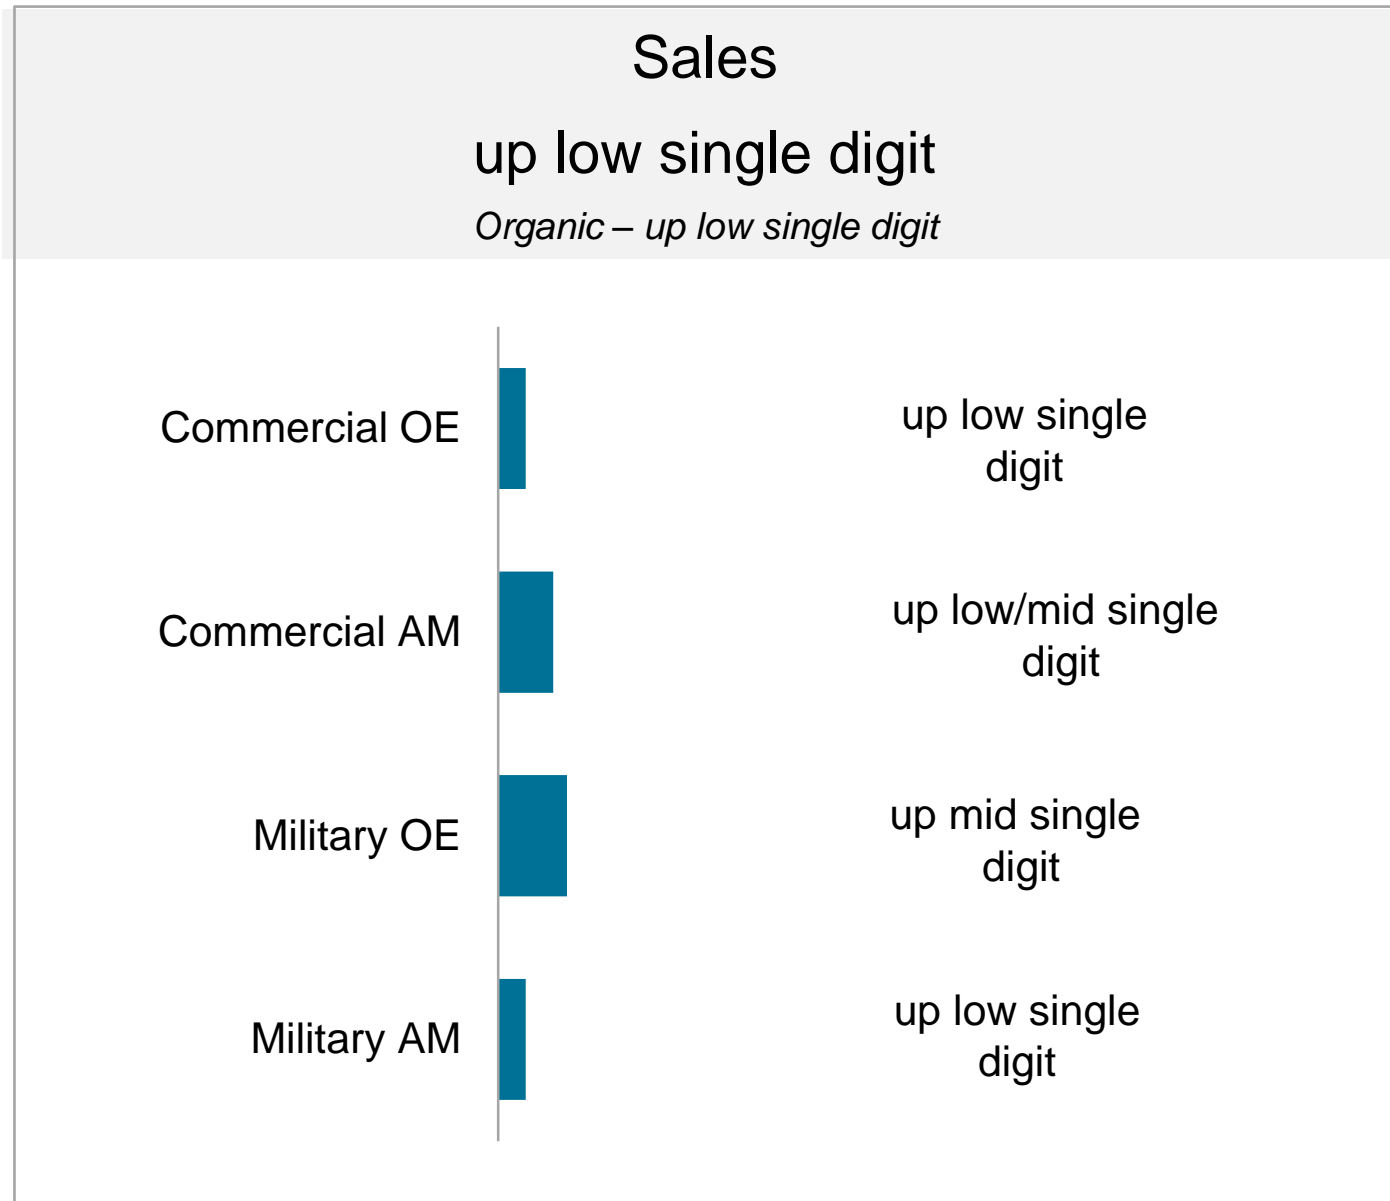 Sales
up low single digit
Organic – up low single digit
Commercial OE
up low single
digit
Commercial AM
up low/mid single
digit
Military OE
up mid single
digit
Military AM
up low single
digit